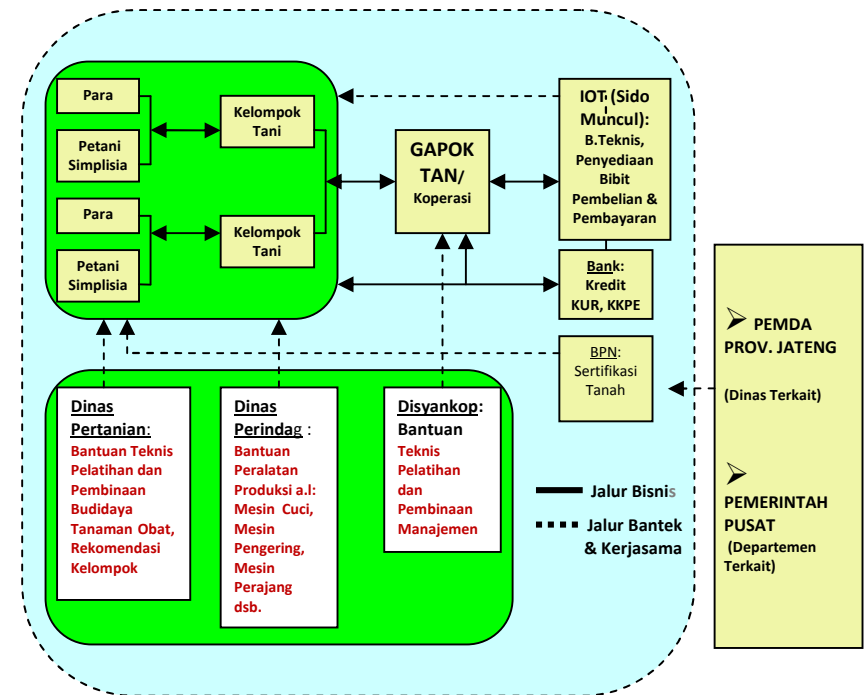 Para
Petani
Simplisia
Para
Petani
Simplisia
Kelompok
Tani
Kelompok
Tani
GAPOK
TAN/
Koperasi
IOT (Sido
Muncul):
B.Teknis,
Penyediaan
Bibit
Pembelian &
Pembayaran
Bank:
Kredit
KUR, KKPE
BPN:
Sertifikasi
Tanah
Dinas
Pertanian:
Bantuan Teknis
Pelatihan dan
Pembinaan
Budidaya
Tanaman Obat,
Rekomendasi
Kelompok
Dinas
Perindag :
Bantuan
Peralatan
Produksi a.l:
Mesin Cuci,
Mesin
Pengering,
Mesin
Perajang
dsb.
Disyankop:
Bantuan
Teknis
Pelatihan
dan
Pembinaan
Manajemen
Jalur Bisnis
Jalur Bantek
& Kerjasama
PEMDA
PROV. JATENG
(Dinas Terkait)
PEMERINTAH
PUSAT
(Departemen
Terkait)